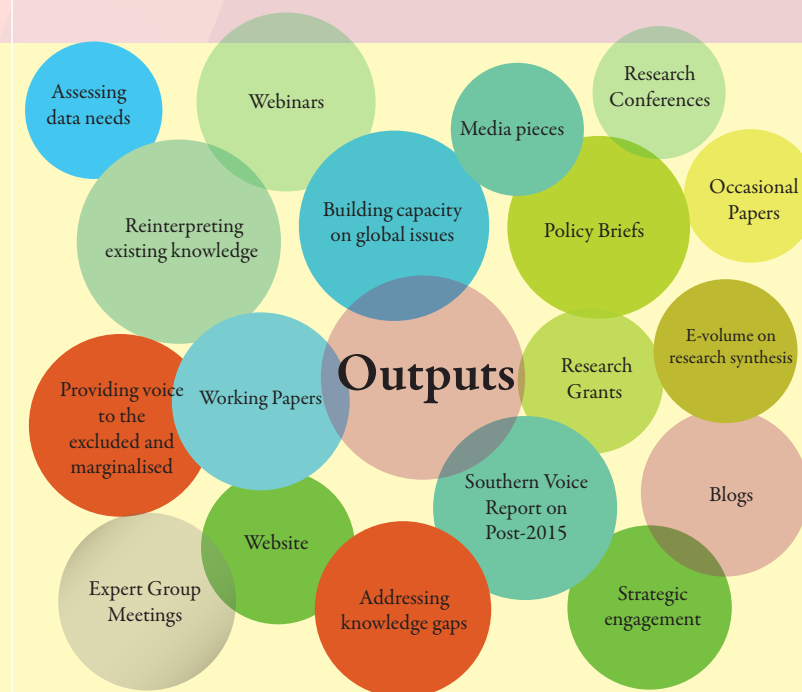 Assessing
data needs
Webinars
Media pieces
Research
Conferences
Reinterpreting
existing knowledge
Building capacity
on global issues
Policy Briefs
Occasional
Papers
Providing voice
to the
excluded and
marginalised
Working Papers
Outputs
Research
Grants
E-volume on
research synthesis
Expert Group
Meetings
Website
Addressing
knowledge gaps
Southern Voice
Report on
Post-2015
Strategic
engagement
Blogs